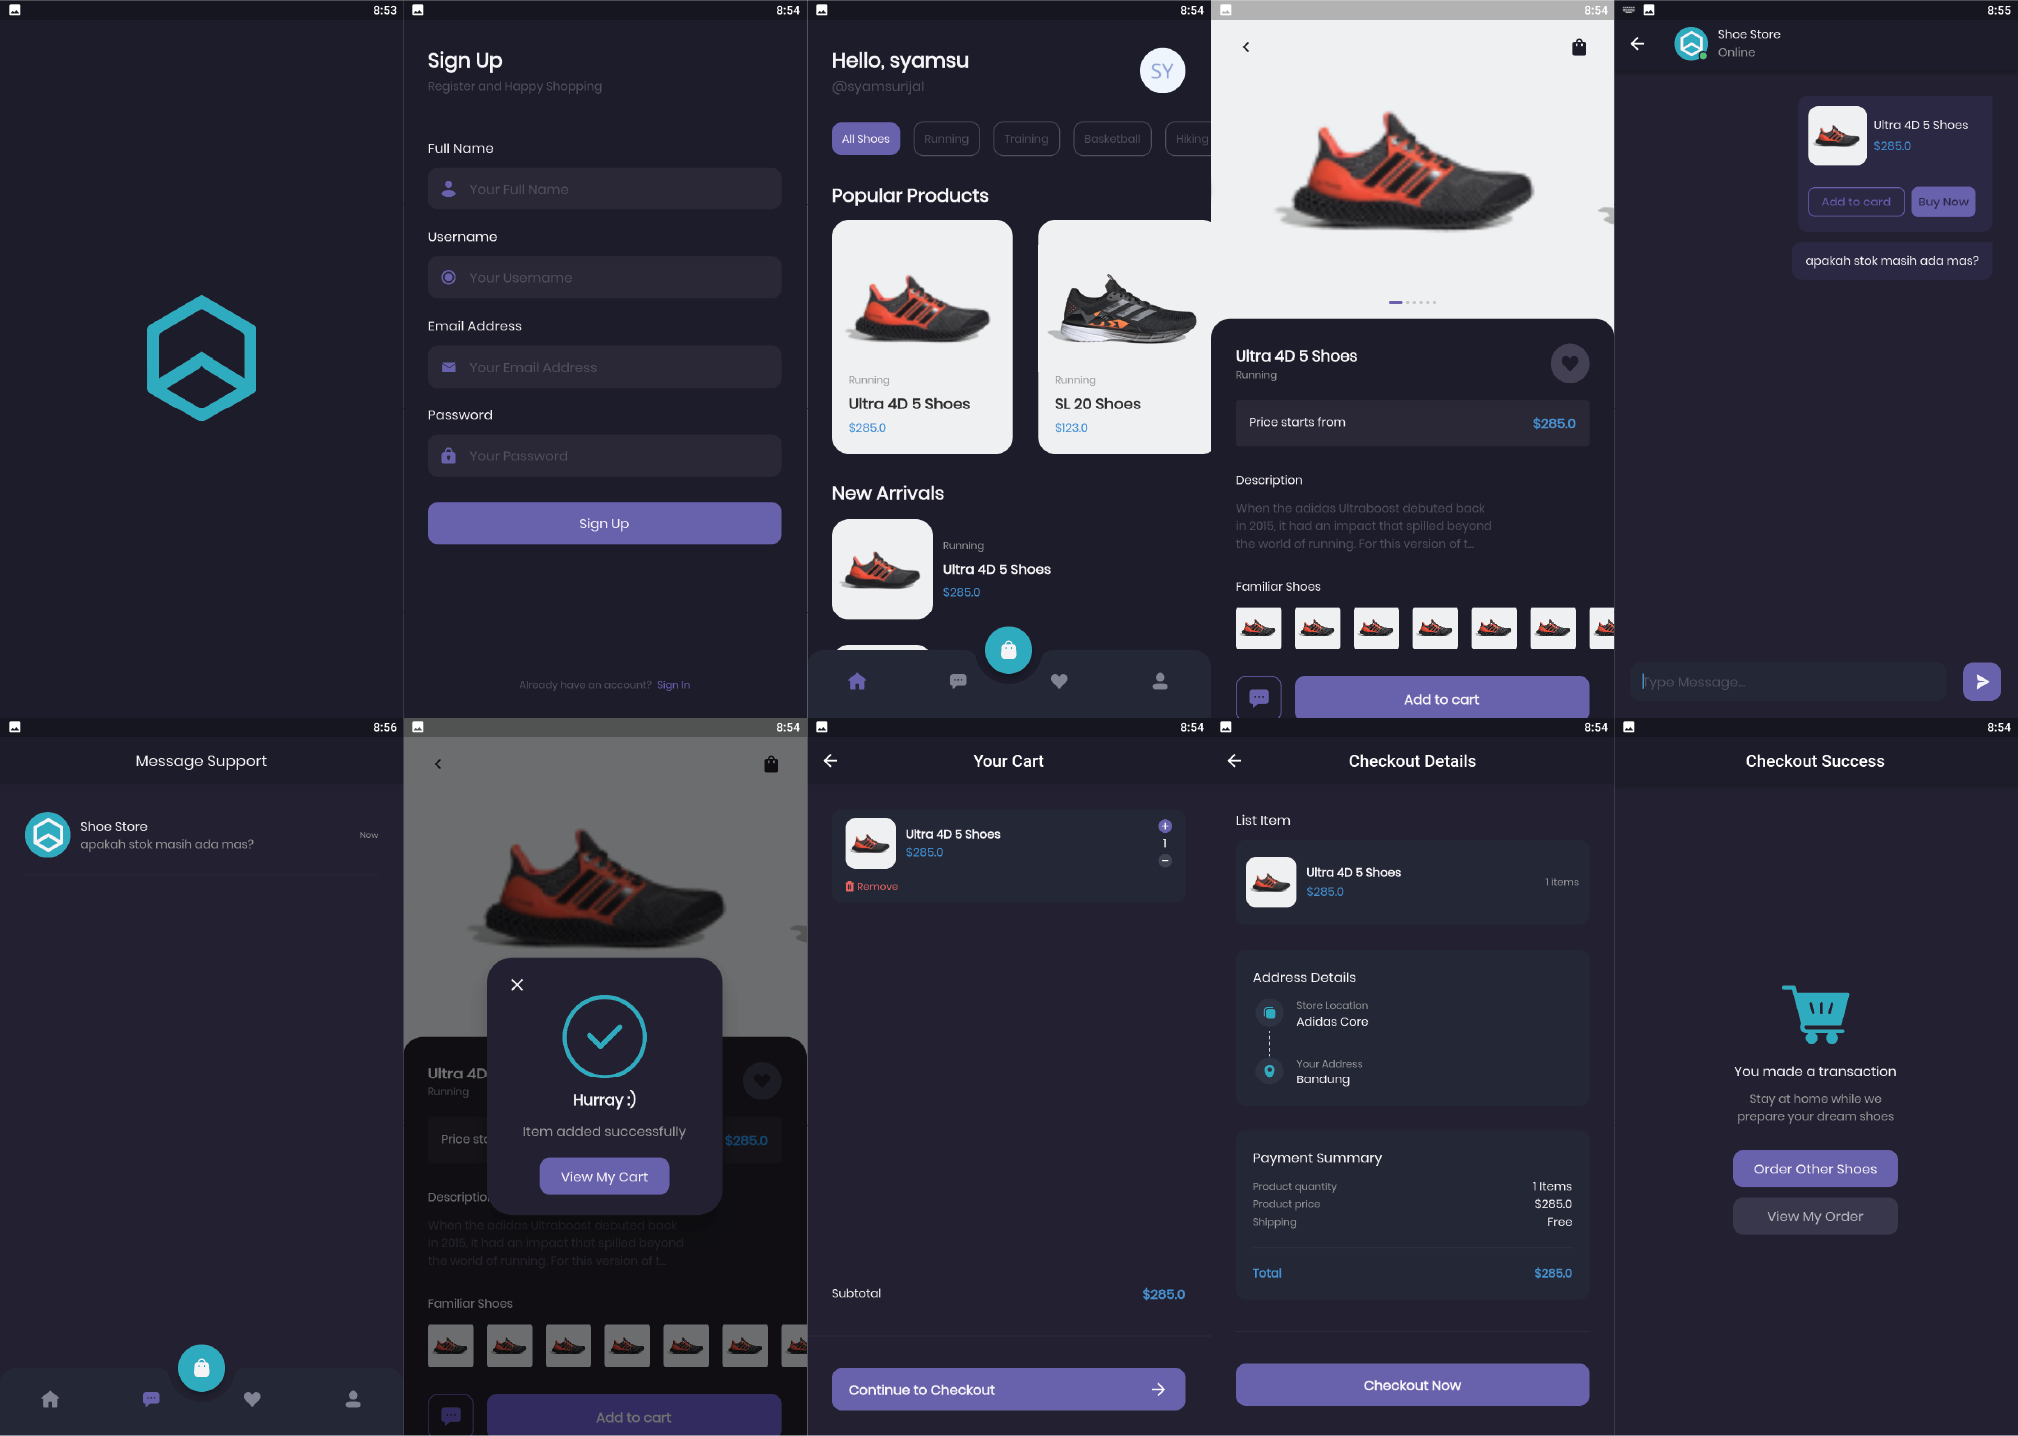 8:53
8:54
Sign Up
Register and Happy Shopping
Full Name
Your Full Name
Username
Your Username
Email Address
Your Email Address
Password
Your Password
Sign Up
Already have an account? Sign In
8:54
Hello, syamsu
@syamsurijal
SY
All Shoes
Running
Training
Basketball
Hiking
Popular Products
Running
Ultra 4D 5 Shoes
$285.0
Running
SL 20 Shoes
$123.0
New Arrivals
Running
Ultra 4D 5 Shoes
$285.0
8:54
Ultra 4D 5 Shoes
Running
Price starts from
$285.0
Description
When the adidas Ultraboost debuted back
in 2015, it had an impact that spilled beyond
the world of running. For this version of t...
Familiar Shoes
Add to cart
8:55
Shoe Store
Online
Ultra 4D 5 Shoes
$285.0
Add to card
Buy Now
apakah stok masih ada mas?
Type Message...
8:56
Message Support
Shoe Store
apakah stok masih ada mas?
Now
8:54
Hurray :)
Item added successfully
View My Cart
Ultra 4D
Running
Price sta
$285.0
Descriptio
When the adidas Ultraboost debuted back
in 2015, it had an impact that spilled beyond
the world of running. For this version of t...
Familiar Shoes
Add to cart
8:54
Your Cart
Ultra 4D 5 Shoes
$285.0
1
Remove
Subtotal
$285.0
Continue to Checkout
8:54
Checkout Details
List Item
Ultra 4D 5 Shoes
$285.0
1 items
Address Details
Store Location
Adidas Core
Your Address
Bandung
Payment Summary
Product quantity
1 Items
Product price
$285.0
Shipping
Free
Total
$285.0
Checkout Now
8:54
Checkout Success
You made a transaction
Stay at home while we
prepare your dream shoes
Order Other Shoes
View My Order